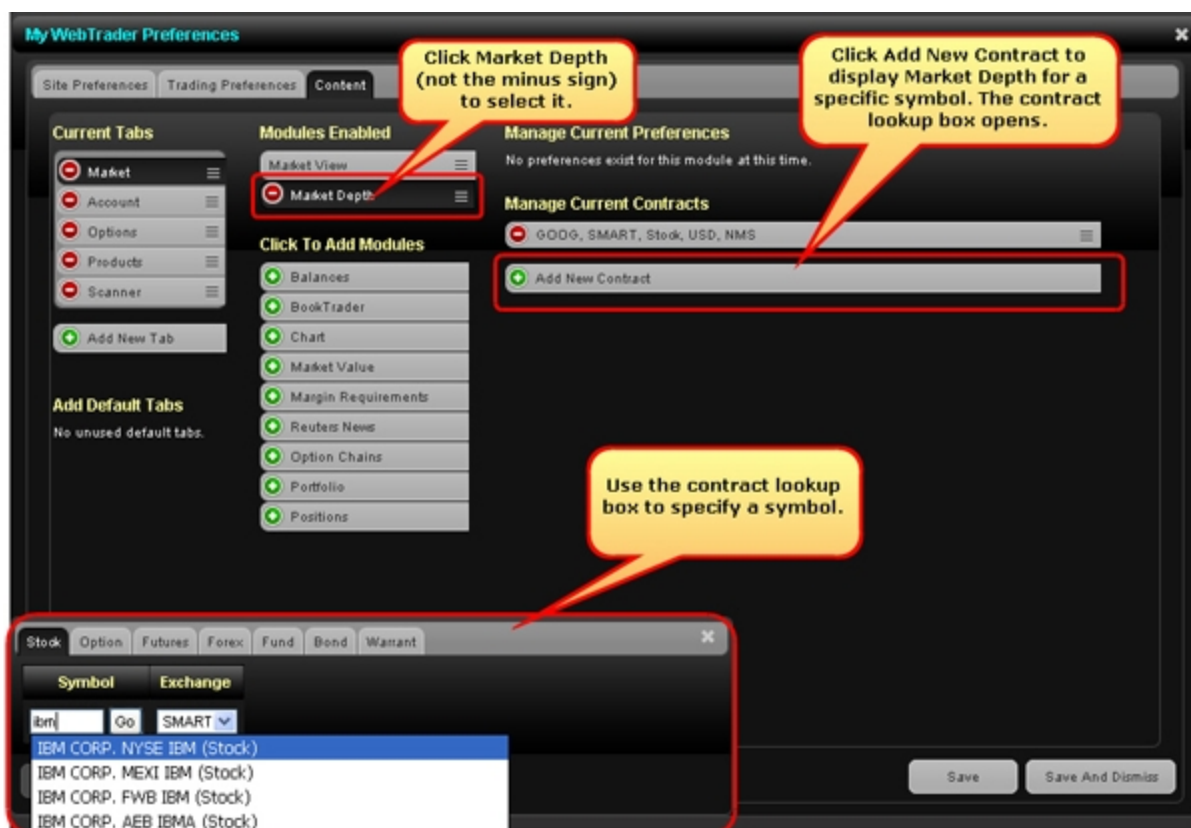 My WebTrader Preferences
Click Market Depth
(not the minus sign)
to select it.
Click Add New Contract to
display Market Depth for a
specific symbol. The contract
lookup box opens.
Site Preferences
Trading Preferences
Content
Current Tabs
Market
Account
Options
Products
Scanner
Add New Tab
Add Default Tabs
No unused default tabs.
Modules Enabled
Market View
Market Depth
Click To Add Modules
Balances
BookTrader
Chart
Market Value
Margin Requirements
Reuters News
Option Chains
Portfolio
Positions
Manage Current Preferences
No preferences exist for this module at this time.
Manage Current Contracts
GOOG, SMART, Stock, USD, NMS
Add New Contract
Use the contract lookup
box to specify a symbol.
Stock Option Futures Forex Fund Bond Warrant
Symbol Exchange
ibm Go SMART
IBM CORP. NYSE IBM (Stock)
IBM CORP. MEXI IBM (Stock)
IBM CORP. FWB IBM (Stock)
IBM CORP. AEB IBMA (Stock)
Save
Save And Dismiss